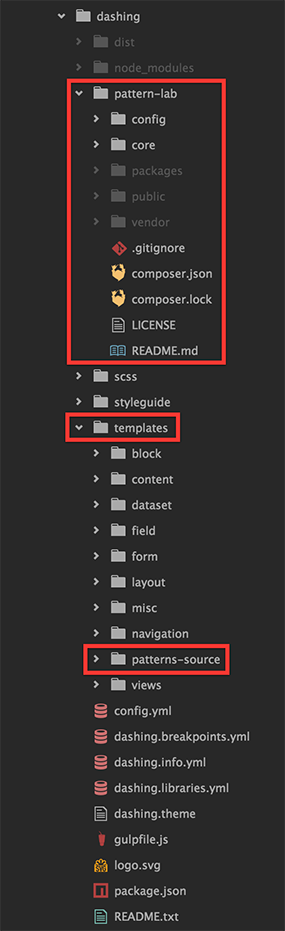 dashing
dist
node_modules
pattern-lab
config
core
packages
public
vendor
.gitignore
composer.json
composer.lock
LICENSE
README.md
scss
styleguide
templates
block
content
dataset
field
form
layout
misc
navigation
patterns-source
views
config.yml
dashing.breakpoints.yml
dashing.info.yml
dashing.libraries.yml
dashing.theme
gulpfile.js
logo.svg
package.json
README.txt